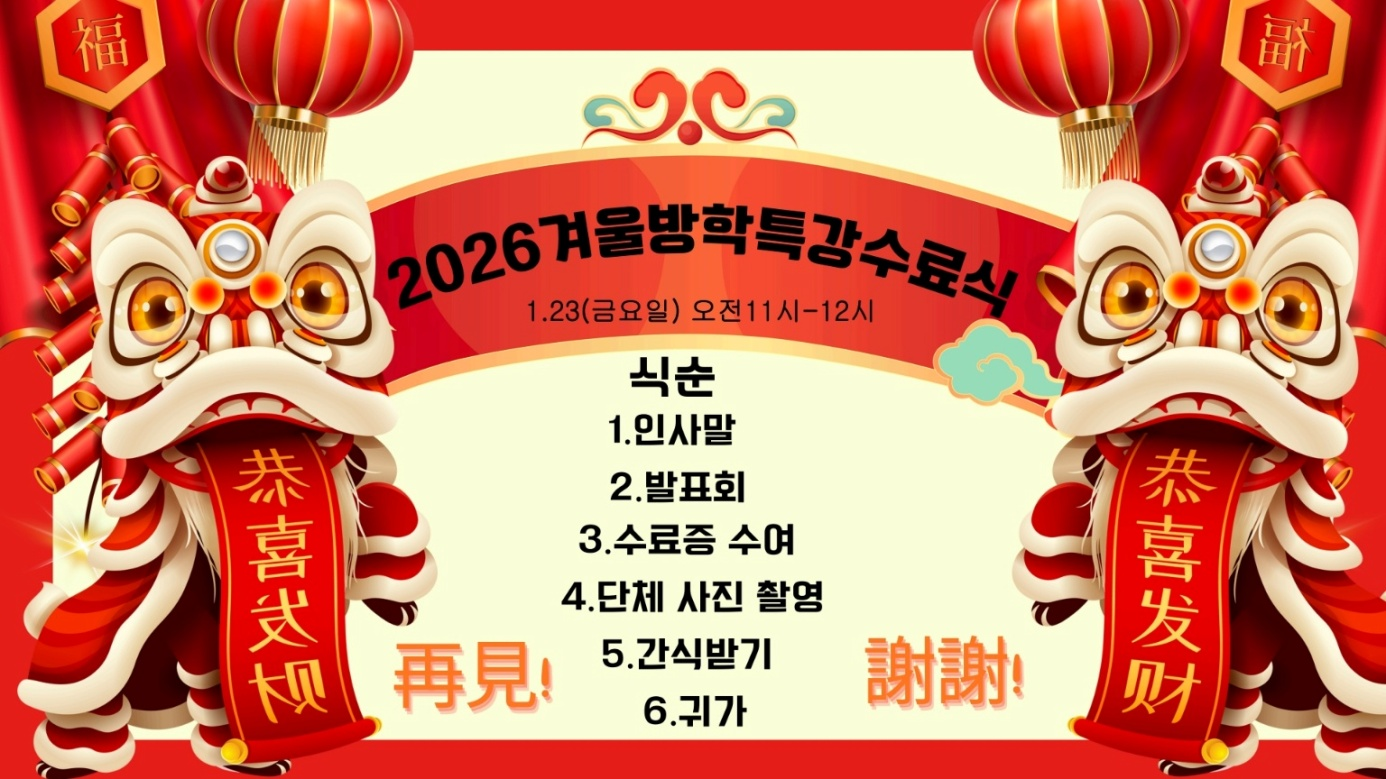 福
福
2026겨울방학특강수료식
1.23(금요일) 오전11시-12시
식순
1.인사말
2.발표회
3.수료증 수여
4.단체 사진 촬영
5.간식받기
6.귀가
恭喜发财
恭喜发财
再見!
謝謝!